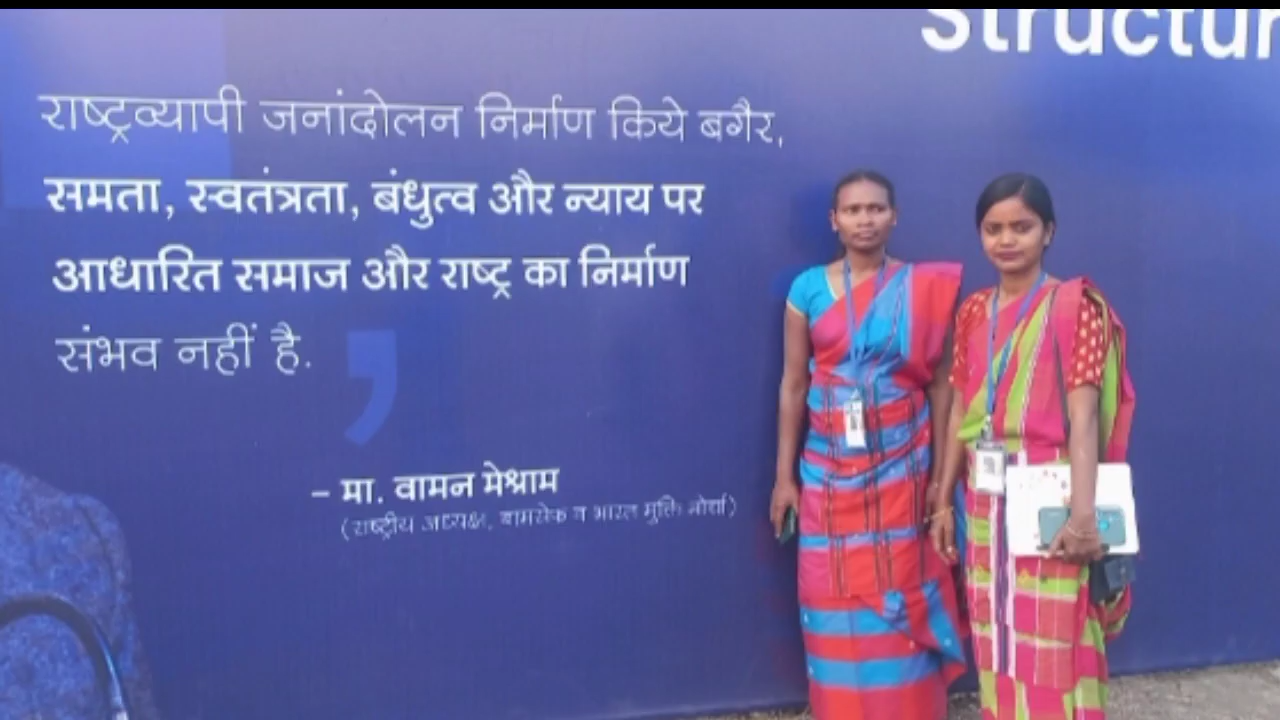 Structur
राष्ट्रव्यापी जनांदोलन निर्माण किये बगैर,
समता, स्वतंत्रता, बंधुत्व और न्याय पर
आधारित समाज और राष्ट्र का निर्माण
संभव नहीं है.
– मा. वामन मेश्राम
(राष्ट्रीय अध्यक्ष, बामसेफ व भारत मुक्ति मोर्चा)